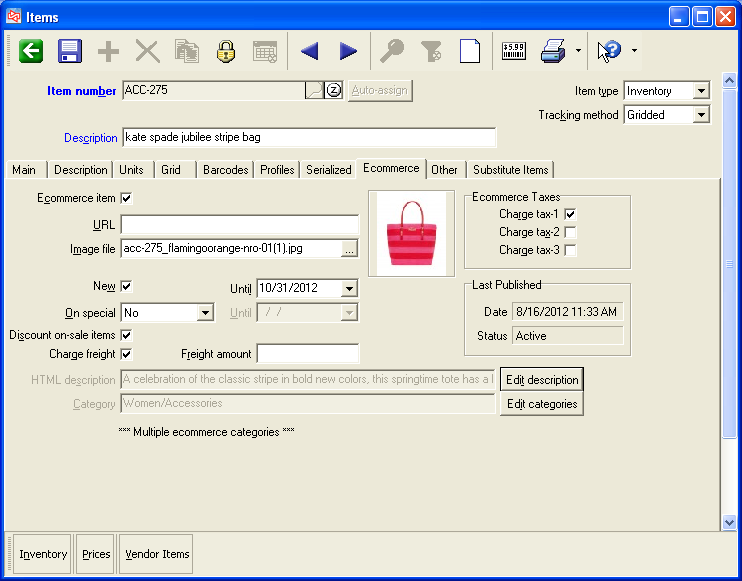 Items
$5.99
Item number ACC-275 Z Auto-assign Item type Inventory
Tracking method Gridded
Description kate spade jubilee stripe bag
Main Description Units Grid Barcodes Profiles Serialized Ecommerce Other Substitute Items
Ecommerce item
URL
Image file acc-275_flamingoorange-nro-01(1).jpg ...
New Until 10/31/2012
On special No Until / /
Discount on-sale items
Charge freight Freight amount
Ecommerce Taxes
Charge tax-1
Charge tax-2
Charge tax-3
Last Published
Date 8/16/2012 11:33 AM
Status Active
HTML description A celebration of the classic stripe in bold new colors, this springtime tote has a Edit description
Category Women/Accessories Edit categories
*** Multiple ecommerce categories ***
Inventory Prices Vendor Items